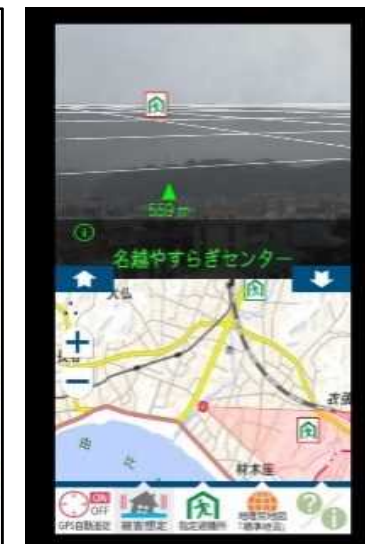 559 m
名越やすらぎセンター
大仏
衣張
由比
材木座
ON
OFF
GPS自動追従
被害想定
指定避難所
地理院地図
「標準地図」